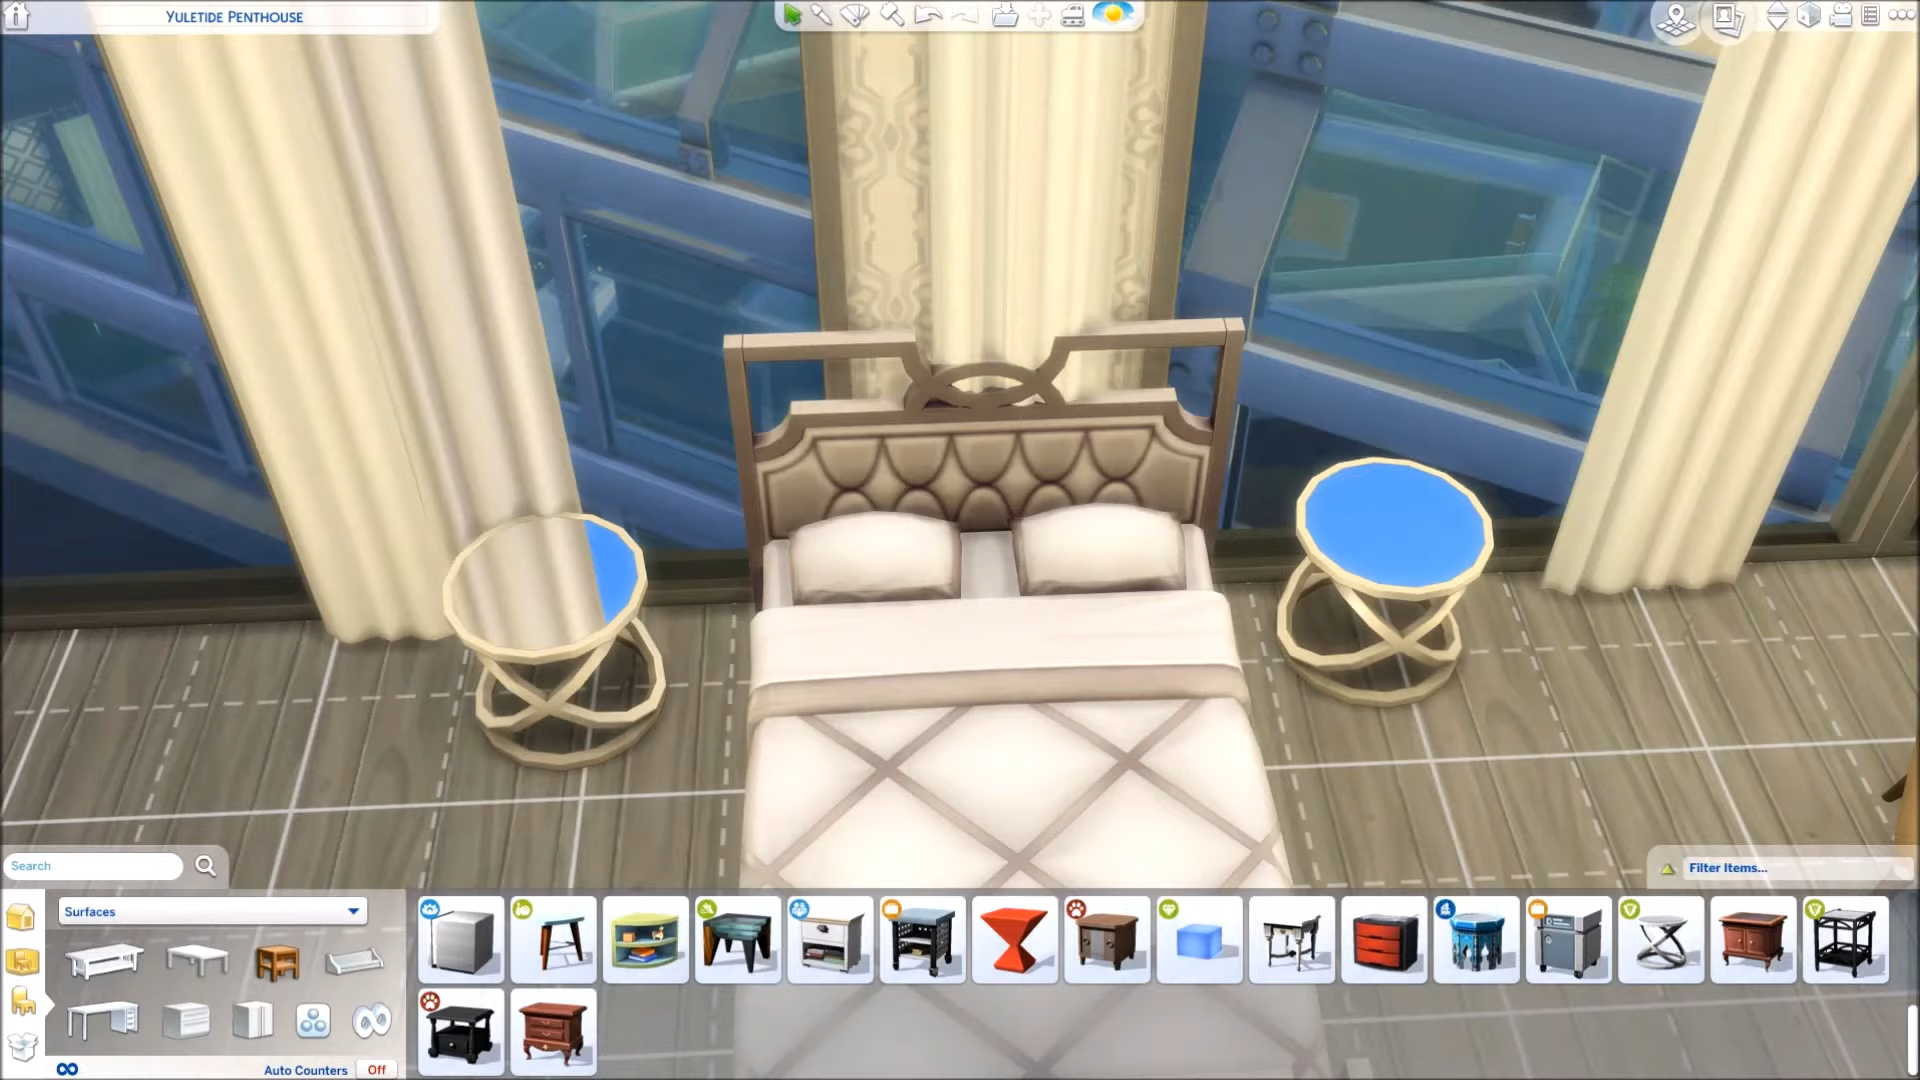 Yuletide Penthouse
Search
Filter Items...
Surfaces
Auto Counters Off